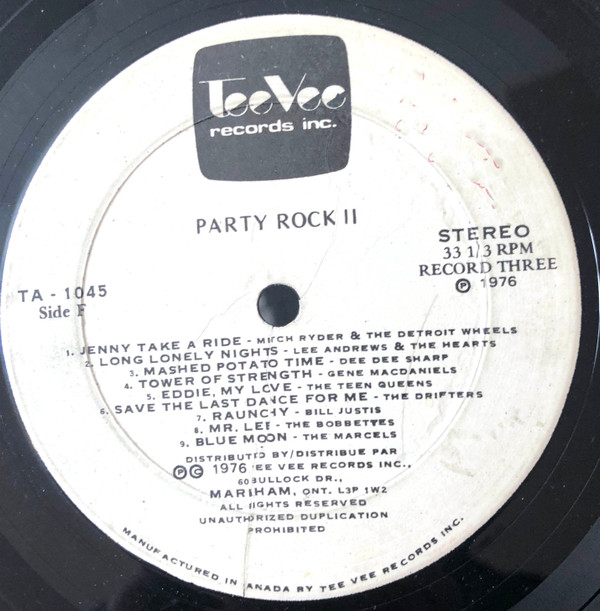 TeeVee
records inc.
PARTY ROCK II
STEREO
33 1/3 RPM
RECORD THREE
℗ 1976
TA - 1045
Side F
1. JENNY TAKE A RIDE - MITCH RYDER & THE DETROIT WHEELS
2. LONG LONELY NIGHTS - LEE ANDREWS & THE HEARTS
3. MASHED POTATO TIME - DEE DEE SHARP
4. TOWER OF STRENGTH - GENE MACDANIELS
5. EDDIE, MY LOVE - THE TEEN QUEENS
6. SAVE THE LAST DANCE FOR ME - THE DRIFTERS
7. RAUNCHY - BILL JUSTIS
8. MR. LEE - THE BOBBETTES
9. BLUE MOON - THE MARCELS
DISTRIBUTED BY/DISTRIBUE PAR
℗ © 1976 TEE VEE RECORDS INC.,
60 BULLOCK DR.,
MARIHAM, ONT. L3P 1W2
ALL RIGHTS RESERVED
UNAUTHORIZED DUPLICATION
PROHIBITED
MANUFACTURED IN CANADA BY TEE VEE RECORDS INC.